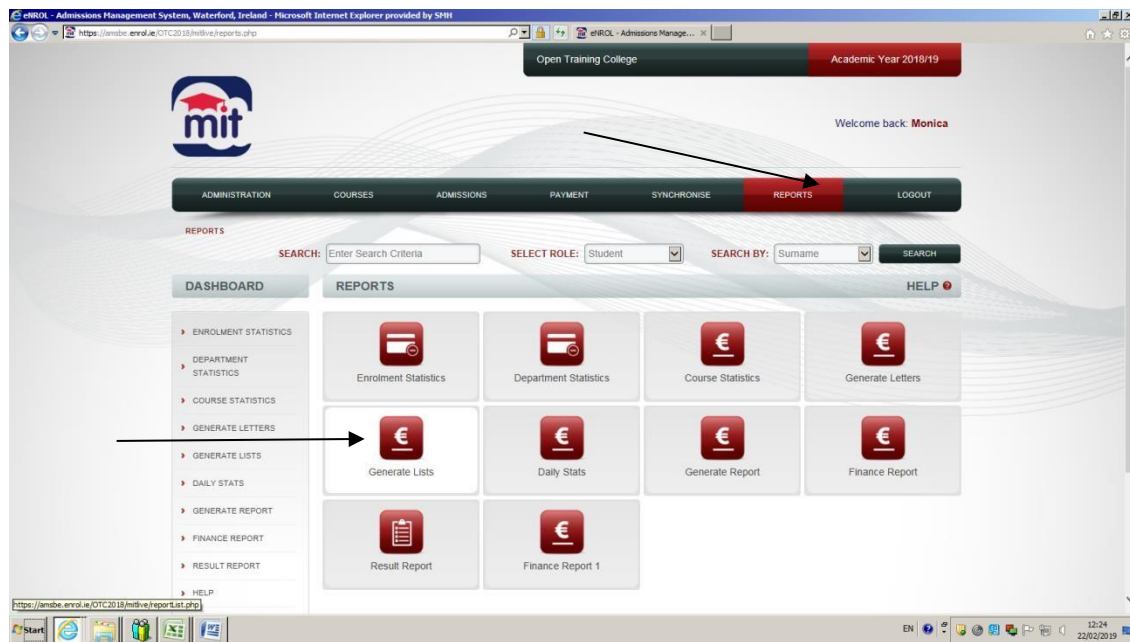 eNROL - Admissions Management System, Waterford, Ireland - Microsoft Internet Explorer provided by SMH
https://amsbe.enrol.ie/OTC2018/mitlive/reports.php
eNROL - Admissions Manage...
Open Training College
Academic Year 2018/19
mit
Welcome back: Monica
ADMINISTRATION COURSES ADMISSIONS PAYMENT SYNCHRONISE REPORTS LOGOUT
REPORTS
SEARCH: Enter Search Criteria SELECT ROLE: Student SEARCH BY: Surname SEARCH
DASHBOARD REPORTS HELP
ENROLMENT STATISTICS
DEPARTMENT
STATISTICS
COURSE STATISTICS
GENERATE LETTERS
GENERATE LISTS
DAILY STATS
GENERATE REPORT
FINANCE REPORT
RESULT REPORT
HELP
Enrolment Statistics Department Statistics Course Statistics Generate Letters
Generate Lists Daily Stats Generate Report Finance Report
Result Report Finance Report 1
https://amsbe.enrol.ie/OTC2018/mitlive/reportList.php
Start
EN
12:24
22/02/2019